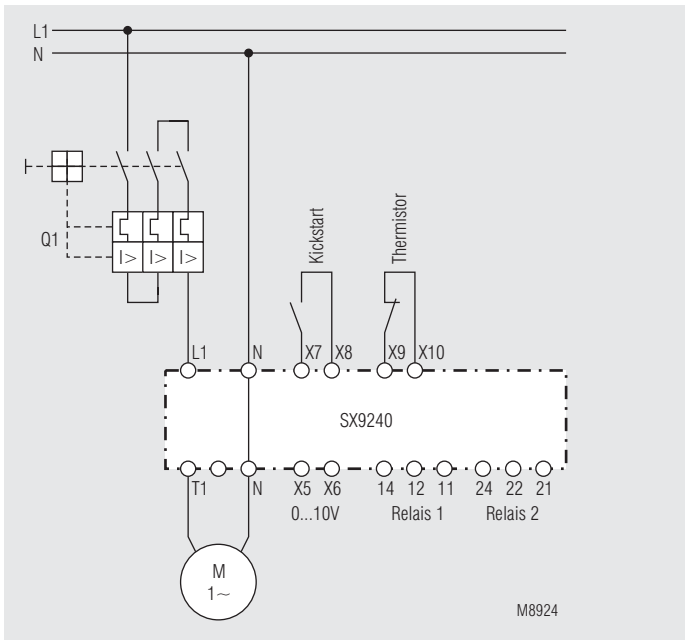 L1
N
Q1
I> I> I>
Kickstart
Thermistor
L1 N X7 X8 X9 X10
SX9240
T1 N X5 X6 14 12 11 24 22 21
0...10V Relais 1 Relais 2
M
1~
M8924